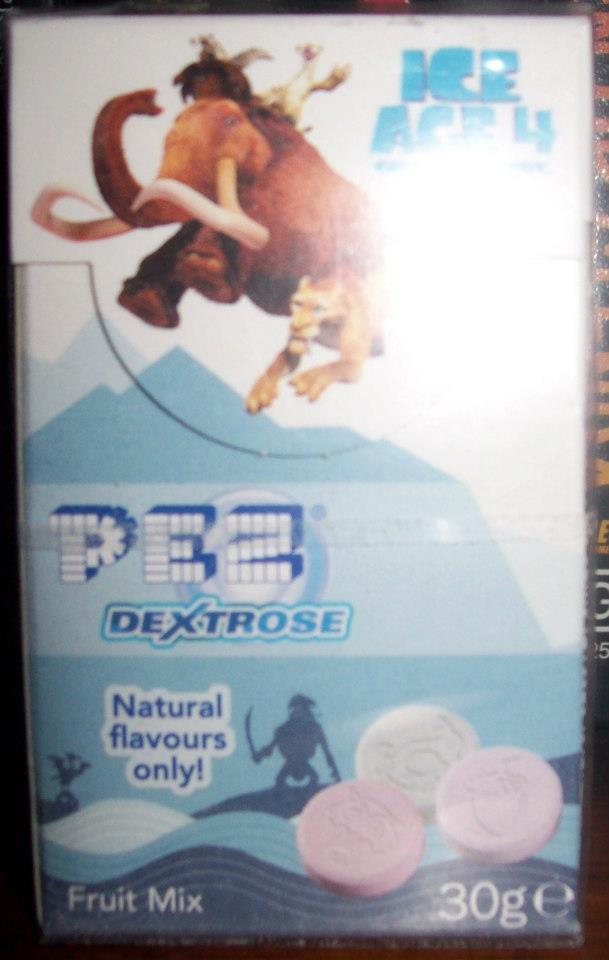 ICE
AGE 4
PEZ®
DEXTROSE
Natural
flavours
only!
Fruit Mix
30g ℮